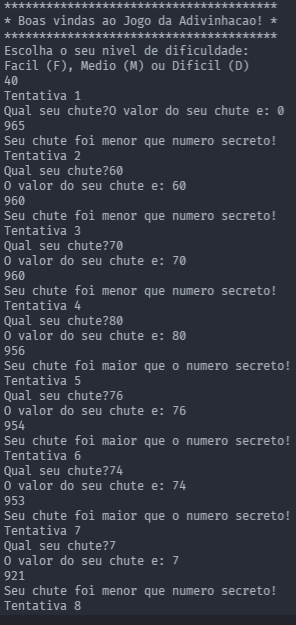 ***************************************
* Boas vindas ao Jogo da Adivinhacao! *
***************************************
Escolha o seu nivel de dificuldade:
Facil (F), Medio (M) ou Dificil (D)
40
Tentativa 1
Qual seu chute?O valor do seu chute e: 0
965
Seu chute foi menor que numero secreto!
Tentativa 2
Qual seu chute?60
O valor do seu chute e: 60
960
Seu chute foi menor que numero secreto!
Tentativa 3
Qual seu chute?70
O valor do seu chute e: 70
960
Seu chute foi menor que numero secreto!
Tentativa 4
Qual seu chute?80
O valor do seu chute e: 80
956
Seu chute foi maior que o numero secreto!
Tentativa 5
Qual seu chute?76
O valor do seu chute e: 76
954
Seu chute foi maior que o numero secreto!
Tentativa 6
Qual seu chute?74
O valor do seu chute e: 74
953
Seu chute foi maior que o numero secreto!
Tentativa 7
Qual seu chute?7
O valor do seu chute e: 7
921
Seu chute foi menor que numero secreto!
Tentativa 8